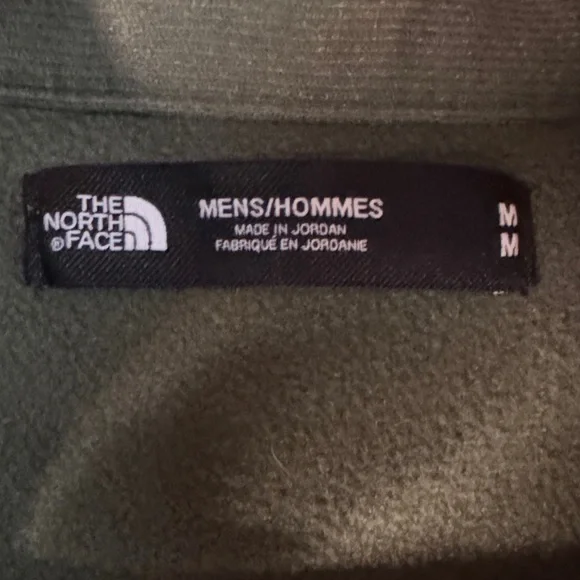 THE
NORTH
® FACE
MENS/HOMMES
MADE IN JORDAN
FABRIQUÉ EN JORDANIE
M
M